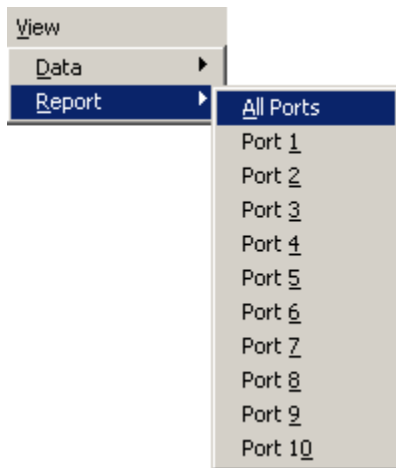 View
Data
Report
All Ports
Port 1
Port 2
Port 3
Port 4
Port 5
Port 6
Port 7
Port 8
Port 9
Port 10